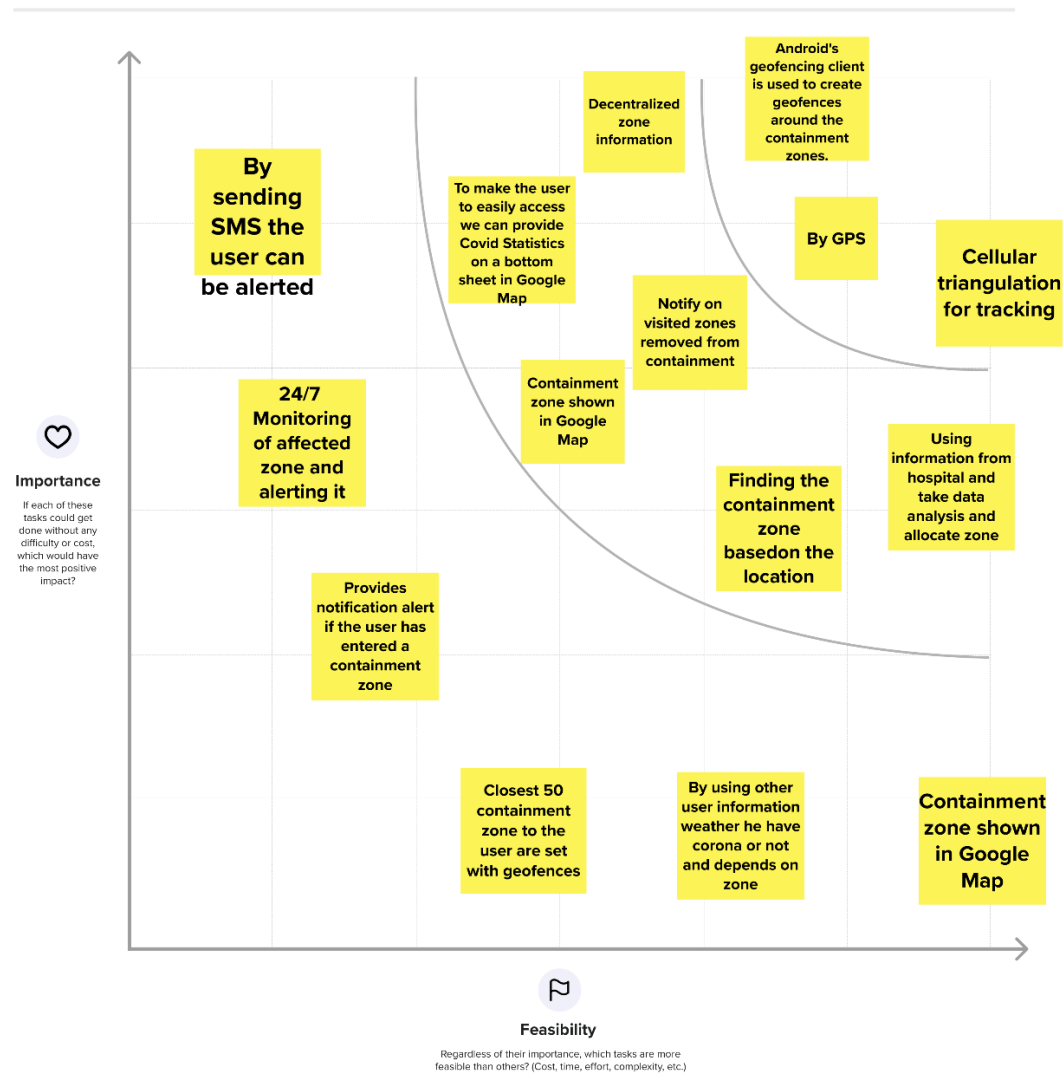 Android's
geofencing client
is used to create
geofences
around the
containment
zones.
Decentralized
zone
information
By
sending
SMS the
user can
be alerted
To make the user
to easily access
we can provide
Covid Statistics
on a bottom
sheet in Google
Map
By GPS
Cellular
triangulation
for tracking
Notify on
visited zones
removed from
containment
Containment
zone shown
in Google
Map
24/7
Monitoring
of affected
zone and
alerting it
Using
information from
hospital and
take data
analysis and
allocate zone
Finding the
containment
zone
basedon the
location
Importance
If each of these
tasks could get
done without any
difficulty or cost,
which would have
the most positive
impact?
Provides
notification alert
if the user has
entered a
containment
zone
Closest 50
containment
zone to the
user are set
with geofences
By using other
user information
weather he have
corona or not
and depends on
zone
Containment
zone shown
in Google
Map
Feasibility
Regardless of their importance, which tasks are more
feasible than others? (Cost, time, effort, complexity, etc.)